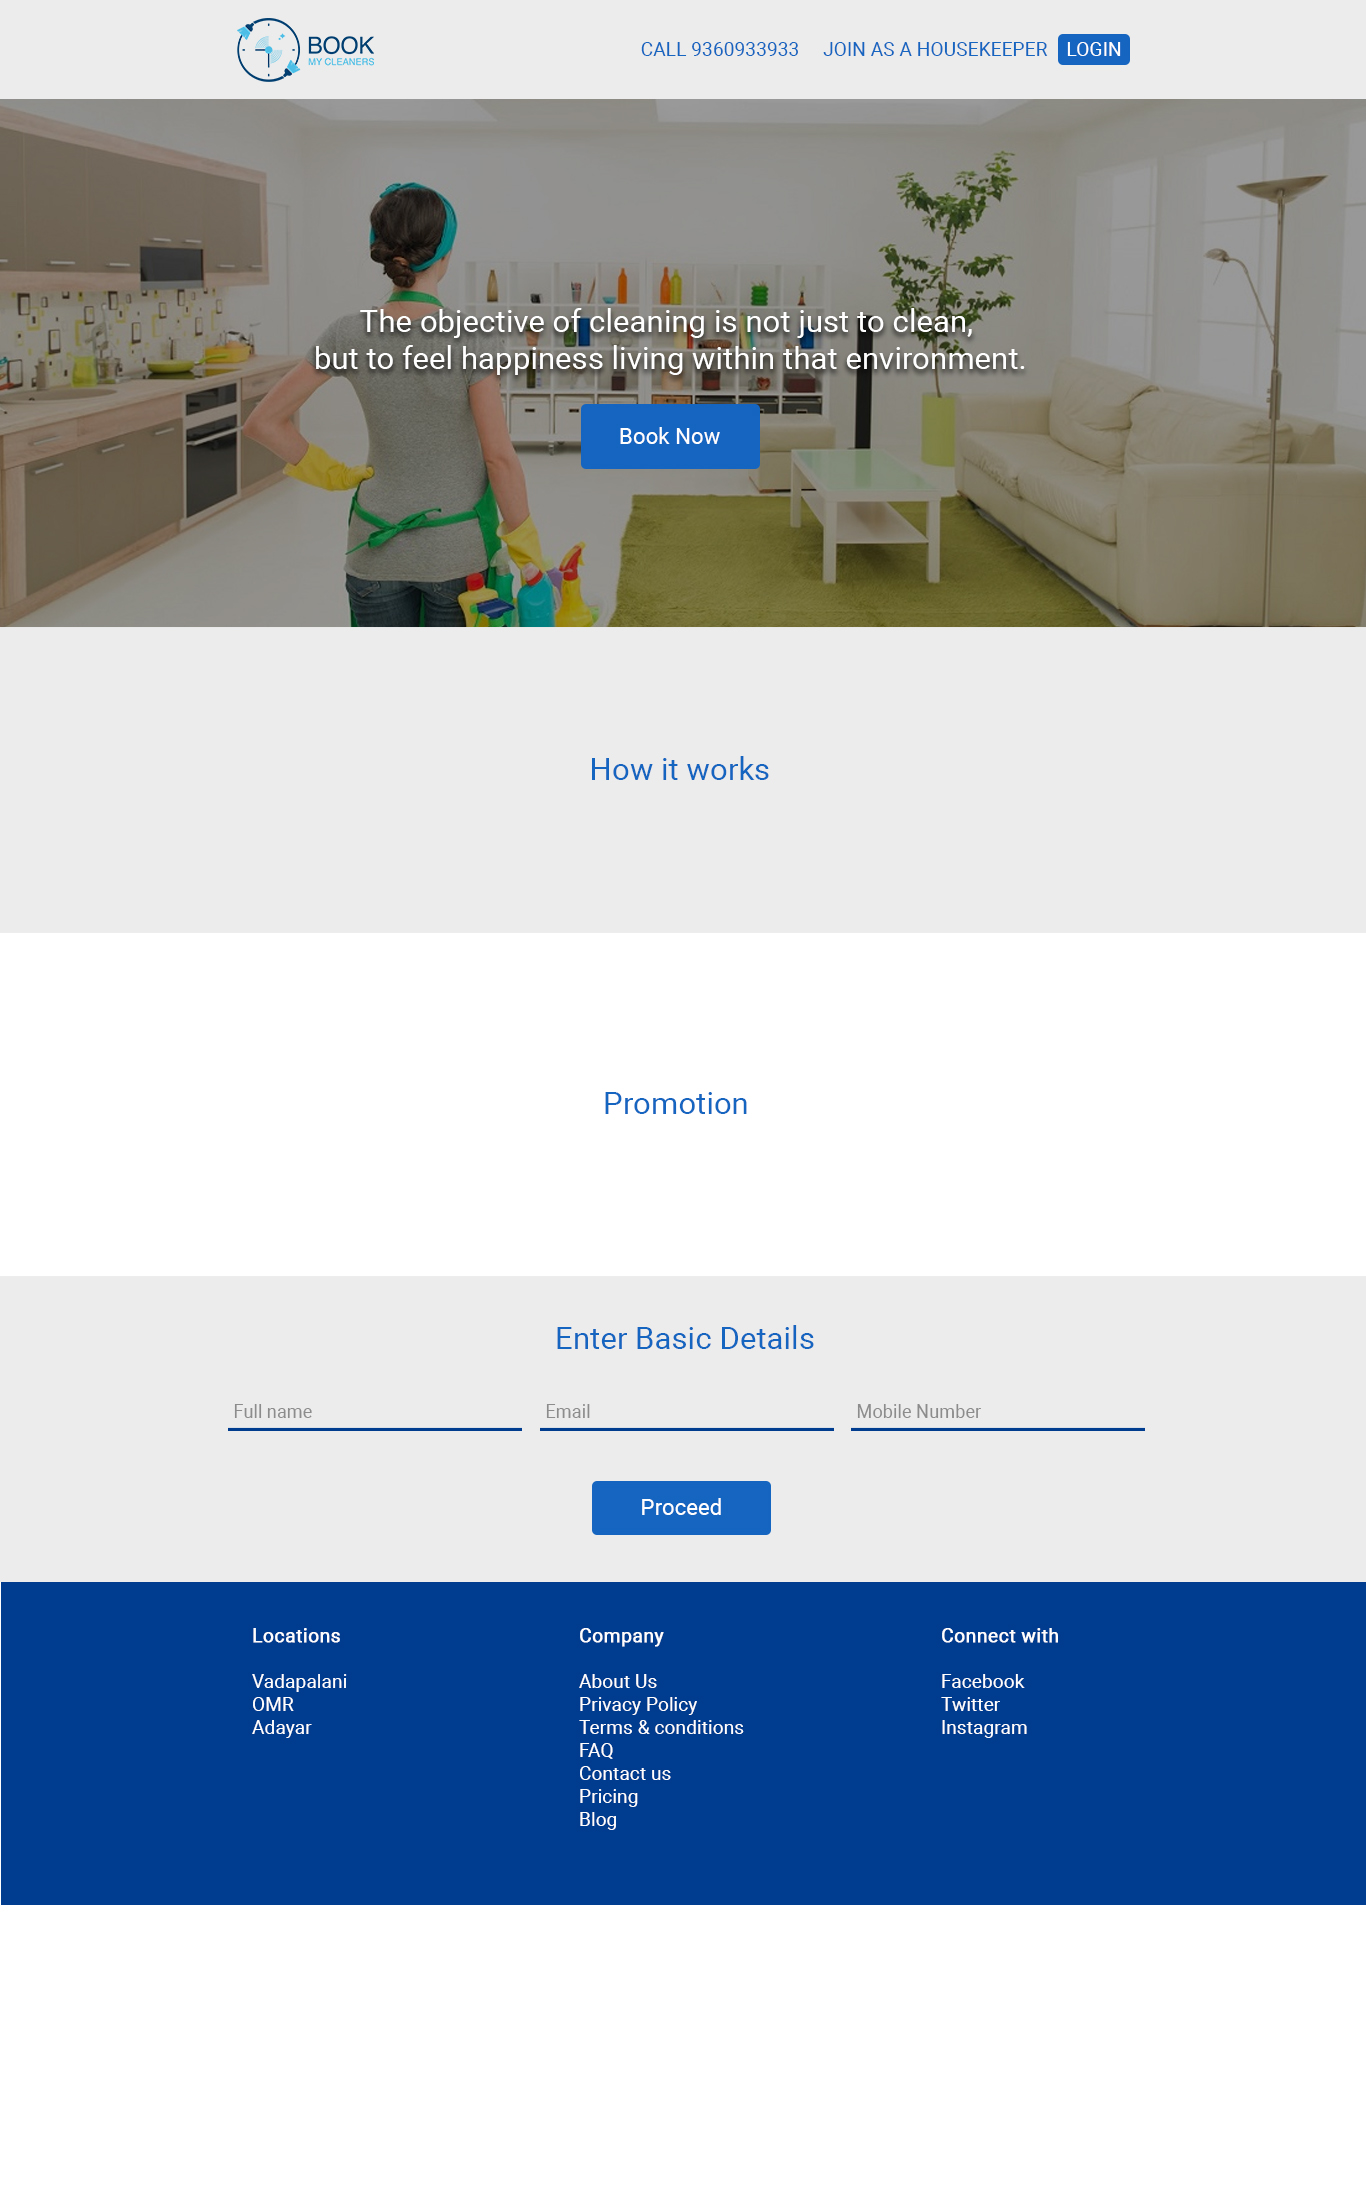 BOOK
MY CLEANERS
CALL 9360933933
JOIN AS A HOUSEKEEPER
LOGIN
The objective of cleaning is not just to clean,
but to feel happiness living within that environment.
Book Now
How it works
Promotion
Enter Basic Details
Full name
Email
Mobile Number
Proceed
Locations
Vadapalani
OMR
Adayar
Company
About Us
Privacy Policy
Terms & conditions
FAQ
Contact us
Pricing
Blog
Connect with
Facebook
Twitter
Instagram